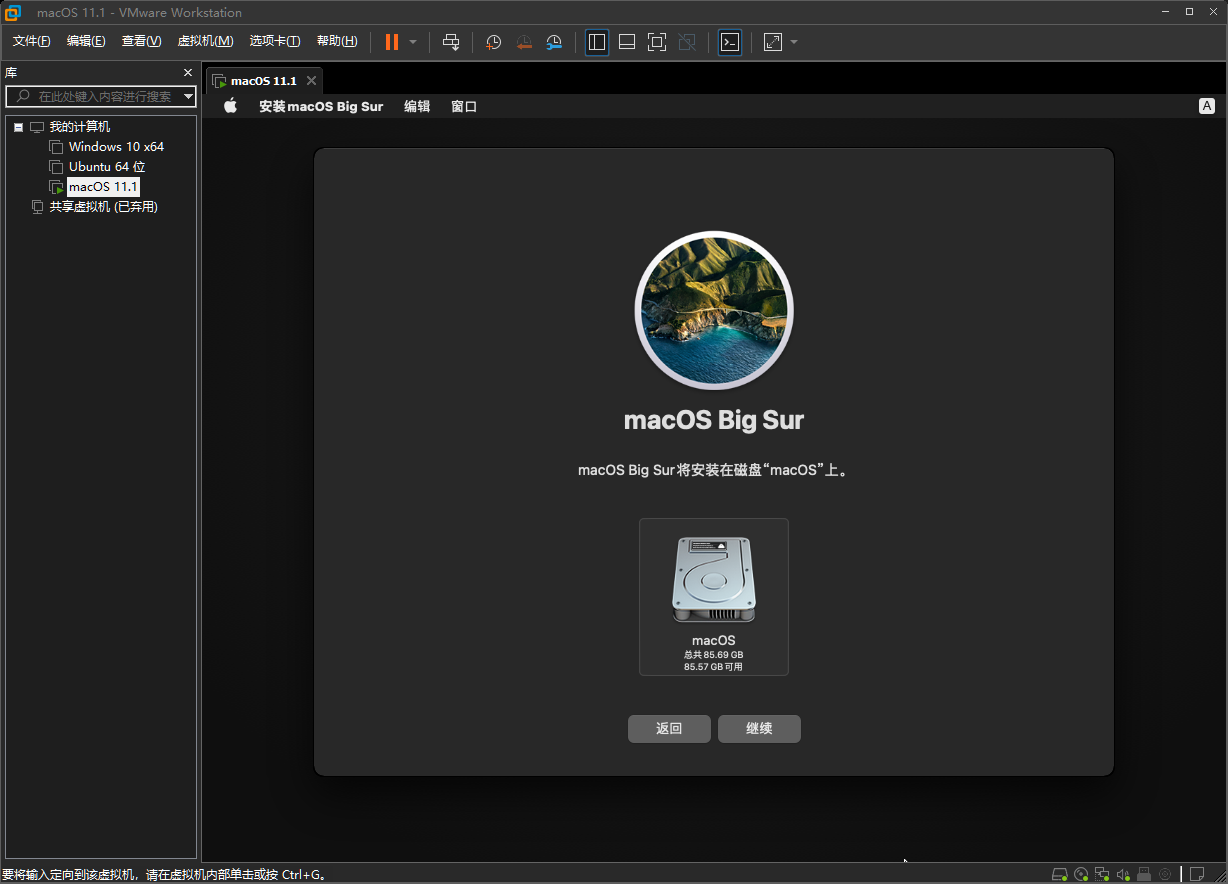 macOS 11.1 - VMware Workstation
文件(F) 编辑(E) 查看(V) 虚拟机(M) 选项卡(T) 帮助(H)
库
在此处键入内容进行搜索
我的计算机
Windows 10 x64
Ubuntu 64 位
macOS 11.1
共享虚拟机 (已弃用)
macOS 11.1
安装macOS Big Sur 编辑 窗口
A
macOS Big Sur
macOS Big Sur将安装在磁盘“macOS”上。
macOS
总共 85.69 GB
85.57 GB 可用
返回 继续
要将输入定向到该虚拟机，请在虚拟机内部单击或按 Ctrl+G。